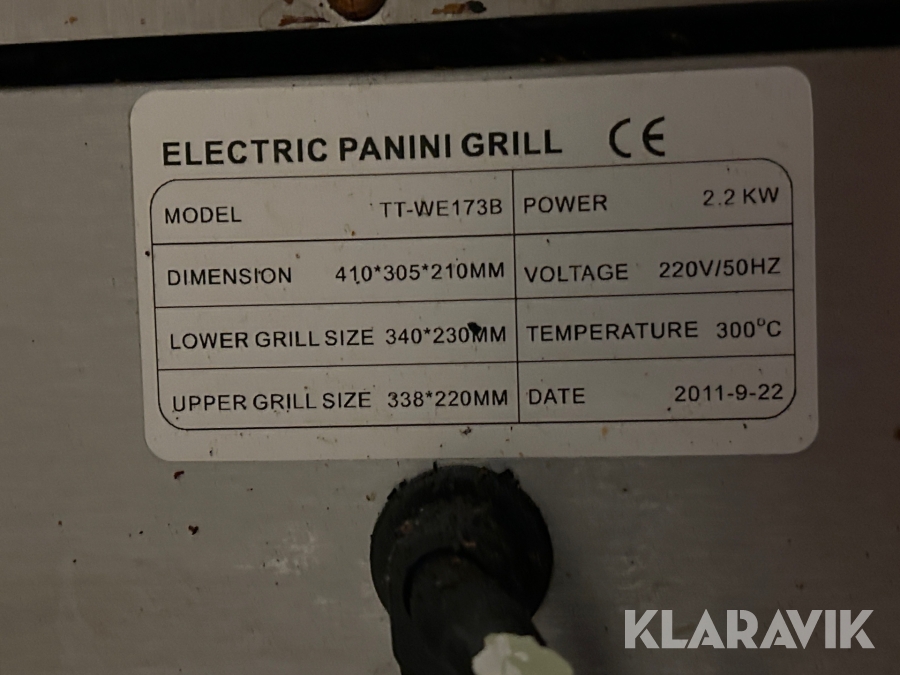 ELECTRIC PANINI GRILL CE
MODEL TT-WE173B POWER 2.2 KW
DIMENSION 410*305*210MM VOLTAGE 220V/50HZ
LOWER GRILL SIZE 340*230MM TEMPERATURE 300°C
UPPER GRILL SIZE 338*220MM DATE 2011-9-22
KLARAVIK